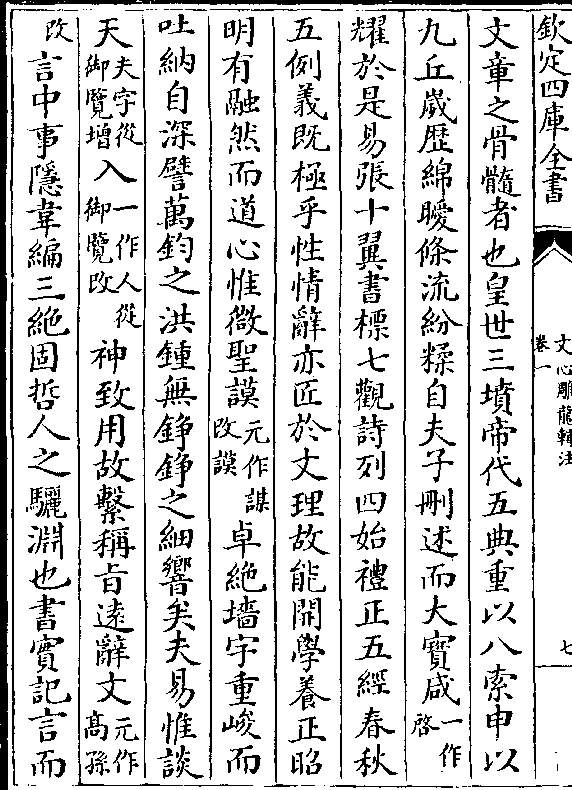 欽定四庫全書
文心雕龍輯注
卷一
七
文章之骨髓者也皇世三墳帝代五典重以八索申以
九丘嵗歴綿曖條流紛糅自夫子刪述而大寶咸一作啓
耀於是易張十翼書標七觀詩列四始禮正五經春秋
五例義既極乎性情辭亦匠於文理故能開學養正昭
明有融然而道心惟微聖謨元作謀攺謨卓絶墻宇重峻而
吐納自深譬萬鈞之洪鍾無錚錚之細響矣夫易惟談
天夫字從御覽增入一作人從御覽攺神致用故繫稱㫖逺辭文元作髙孫
攺言中事隱韋編三絶固哲人之驪淵也書實記言而